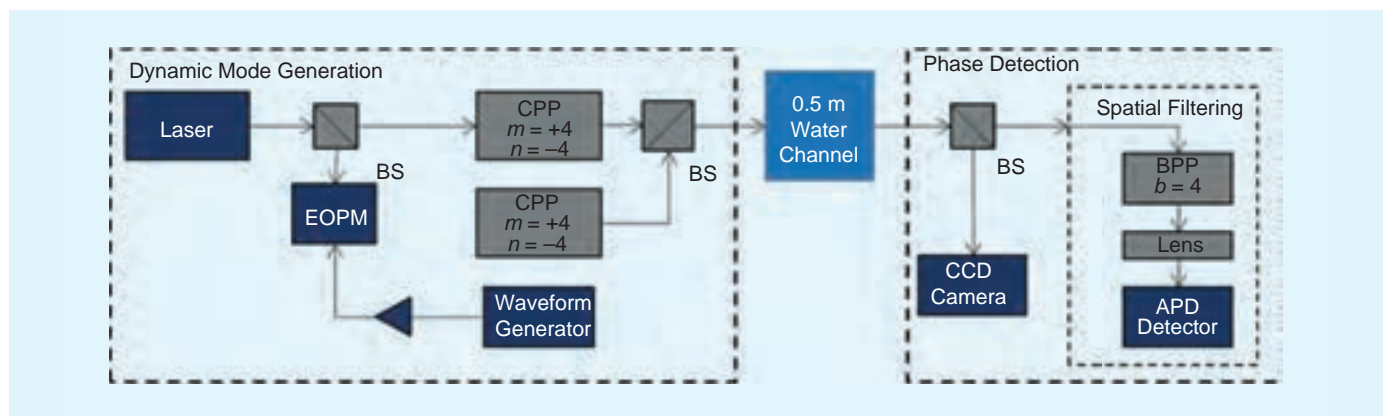 Dynamic Mode Generation
Laser
BS
EOPM
CPP
m = +4
n = –4
CPP
m = +4
n = –4
BS
Waveform
Generator
0.5 m
Water
Channel
Phase Detection
BS
CCD
Camera
Spatial Filtering
BPP
b = 4
Lens
APD
Detector